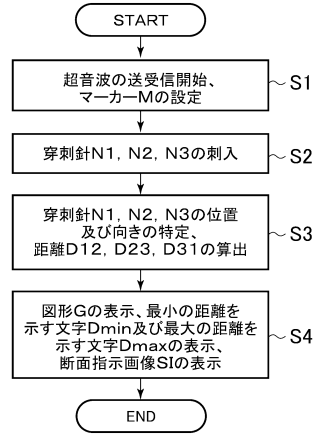 START
超音波の送受信開始、
マーカーMの設定
S1
穿刺針N1，N2，N3の刺入
S2
穿刺針N1，N2，N3の位置
及び向きの特定、
距離D12，D23，D31の算出
S3
図形Gの表示、最小の距離を
示す文字Dmin及び最大の距離を
示す文字Dmaxの表示、
断面指示画像SIの表示
S4
END